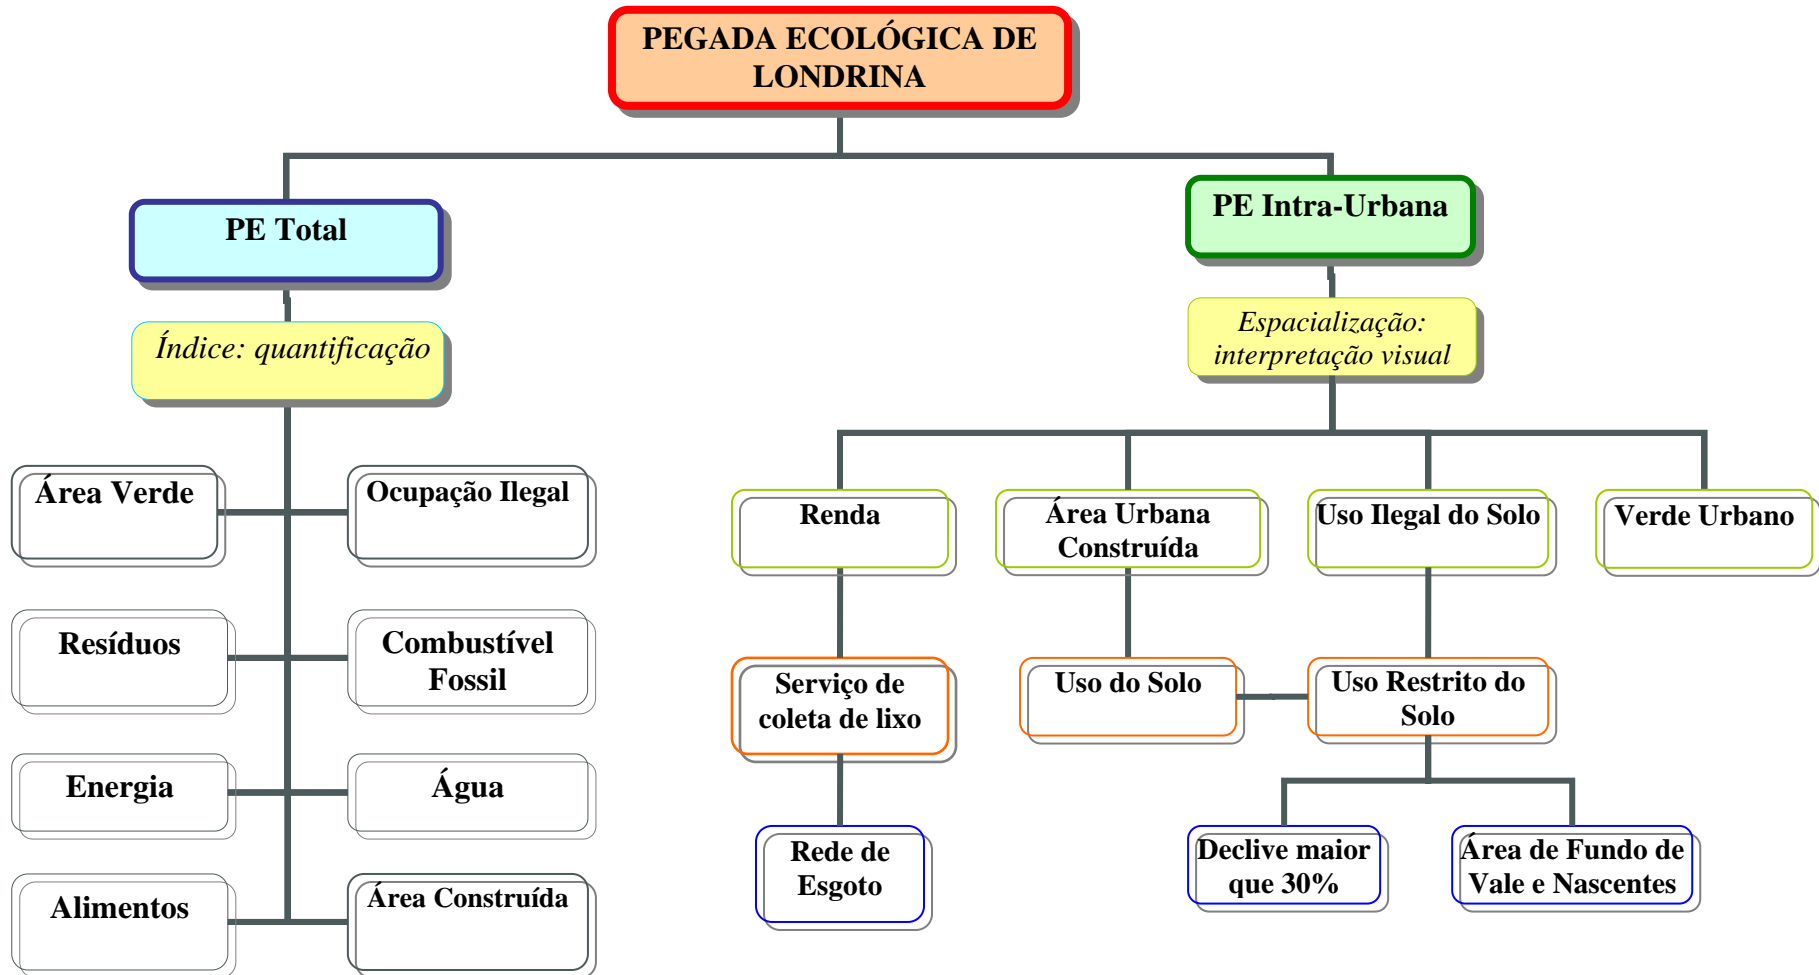 PEGADA ECOLÓGICA DE
LONDRINA
PE Total
PE Intra-Urbana
Índice: quantificação
Espacialização:
interpretação visual
Área Verde
Ocupação Ilegal
Resíduos
Combustível
Fossil
Energia
Água
Alimentos
Área Construída
Renda
Área Urbana
Construída
Uso Ilegal do Solo
Verde Urbano
Serviço de
coleta de lixo
Uso do Solo
Uso Restrito do
Solo
Rede de
Esgoto
Declive maior
que 30%
Área de Fundo de
Vale e Nascentes